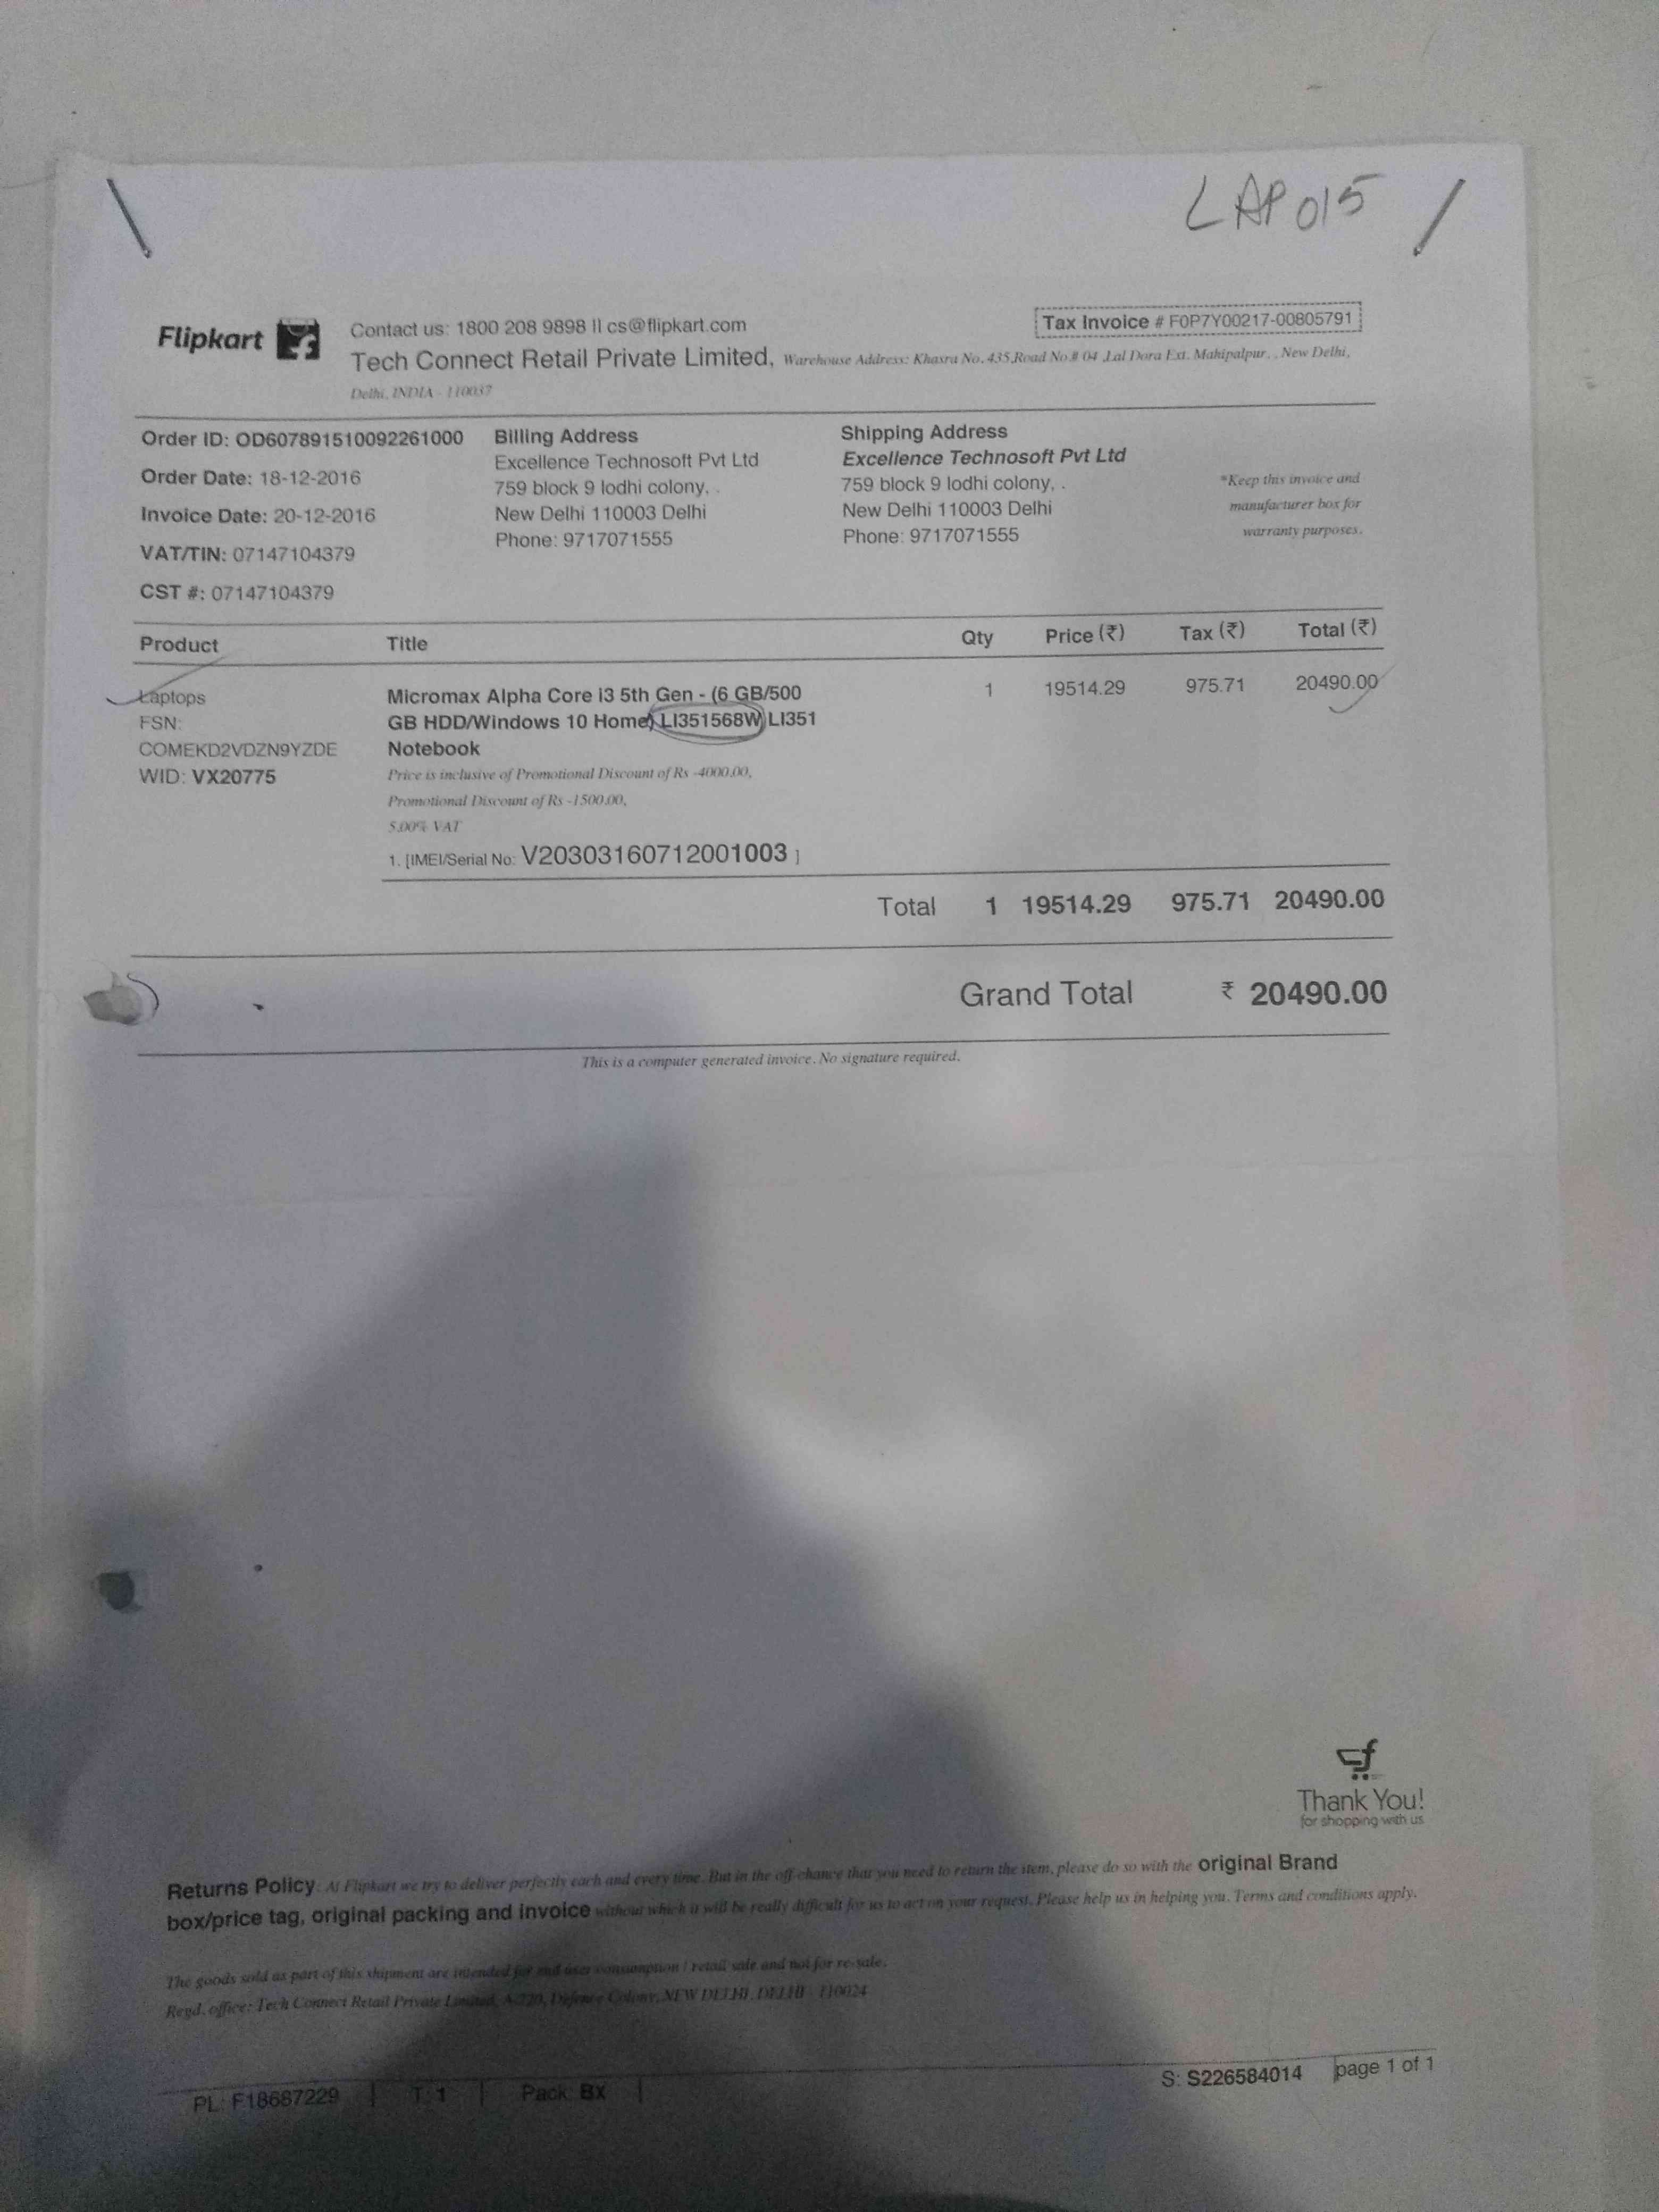 LAP015
Flipkart
Contact us: 1800 208 9898 II cs@flipkart.com
Tax Invoice # F0P7Y00217-00805791
Tech Connect Retail Private Limited, Warehouse Address: Khasra No. 435,Road No.# 04 ,Lal Dora Ext. Mahipalpur, , New Delhi,
Delhi, INDIA - 110037
Order ID: OD607891510092261000
Order Date: 18-12-2016
Invoice Date: 20-12-2016
VAT/TIN: 07147104379
CST #: 07147104379
Billing Address
Excellence Technosoft Pvt Ltd
759 block 9 lodhi colony, .
New Delhi 110003 Delhi
Phone: 9717071555
Shipping Address
Excellence Technosoft Pvt Ltd
759 block 9 lodhi colony, .
New Delhi 110003 Delhi
Phone: 9717071555
*Keep this invoice and
manufacturer box for
warranty purposes.
Product Title Qty Price (₹) Tax (₹) Total (₹)
Laptops
FSN:
COMEKD2VDZN9YZDE
WID: VX20775
Micromax Alpha Core i3 5th Gen - (6 GB/500
GB HDD/Windows 10 Home) LI351568W LI351
Notebook
1 19514.29 975.71 20490.00
Price is inclusive of Promotional Discount of Rs -4000.00,
Promotional Discount of Rs -1500.00,
5.00% VAT
1. [IMEI/Serial No: V20303160712001003 ]
Total 1 19514.29 975.71 20490.00
Grand Total ₹ 20490.00
This is a computer generated invoice. No signature required.
Thank You!
for shopping with us
Returns Policy: At Flipkart we try to deliver perfectly each and every time. But in the off-chance that you need to return the item, please do so with the original Brand
box/price tag, original packing and invoice without which it will be really difficult for us to act on your request. Please help us in helping you. Terms and conditions apply.
The goods sold as part of this shipment are intended for end user consumption / retail sale and not for re-sale.
Regd. office: Tech Connect Retail Private Limited, A-220, Defence Colony, NEW DELHI, DELHI - 110024
PL: F18687229 | T: 1 | Pack: BX |
S: S226584014 |page 1 of 1